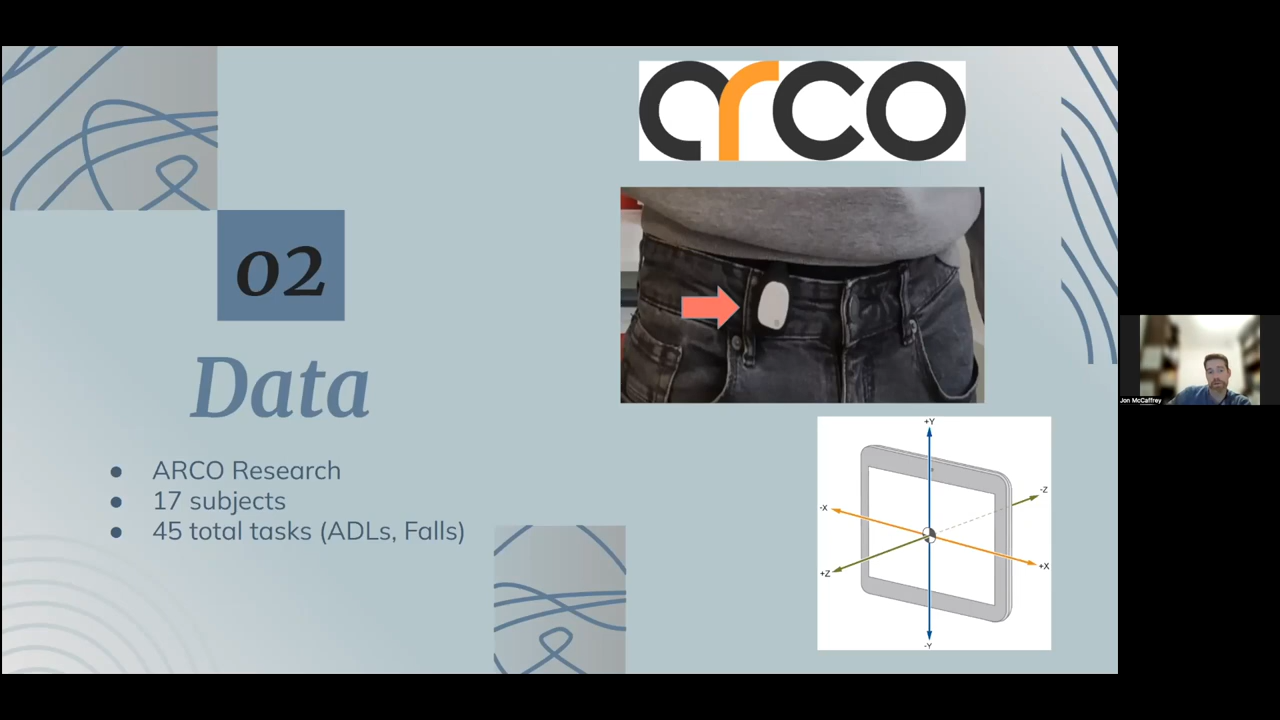 arco
02
Data
● ARCO Research
● 17 subjects
● 45 total tasks (ADLs, Falls)
+Y
-Z
-X
+Z
+X
-Y
Jon McCaffrey